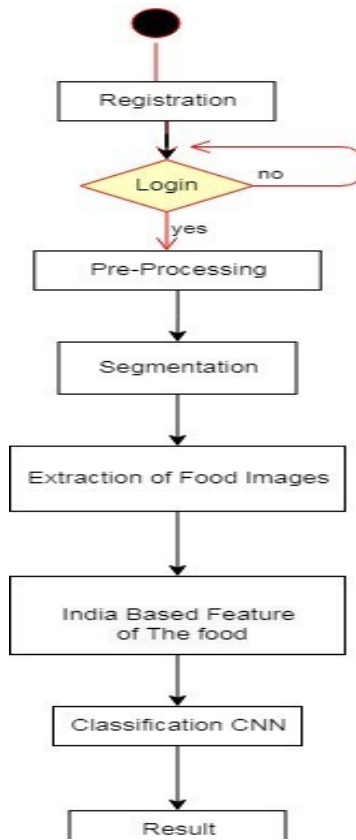 Registration
Login
no
yes
Pre-Processing
Segmentation
Extraction of Food Images
India Based Feature
of The food
Classification CNN
Result